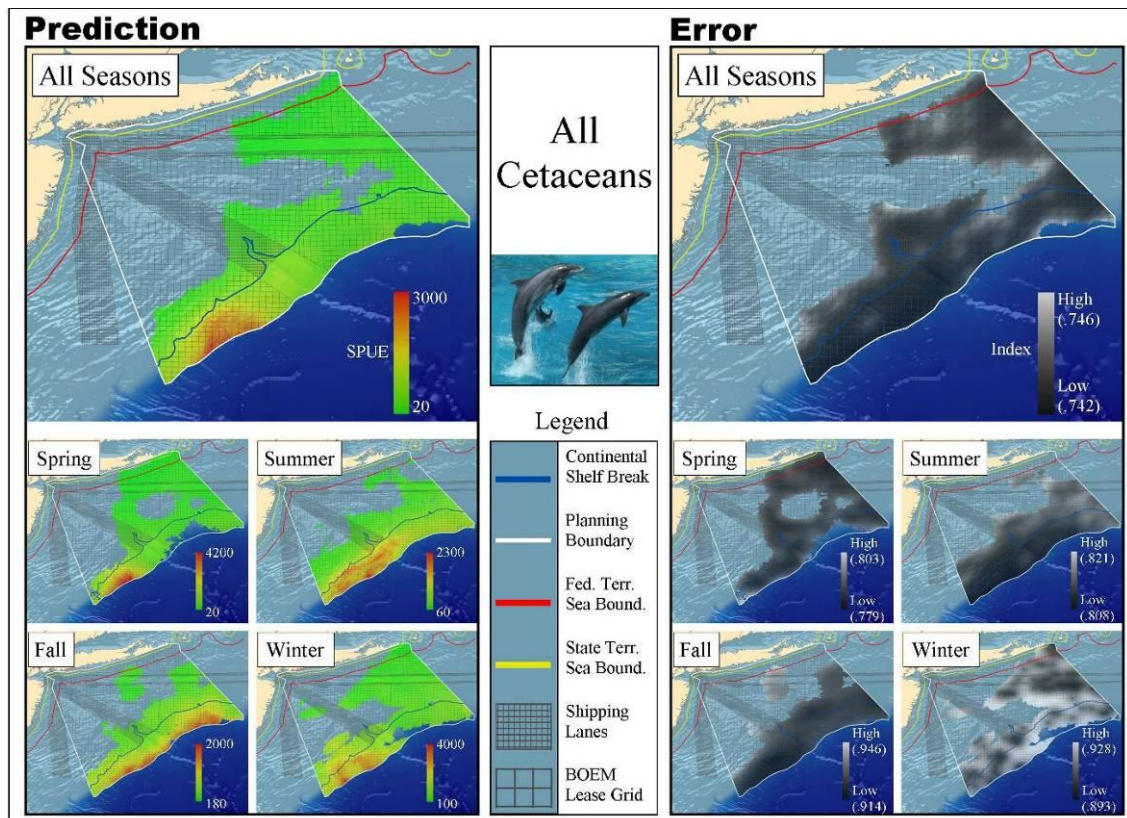 Prediction
All Seasons
3000
SPUE
20
Spring
4200
20
Summer
2300
60
Fall
2000
180
Winter
4000
100
All
Cetaceans
Legend
Continental
Shelf Break
Planning
Boundary
Fed. Terr.
Sea Bound.
State Terr.
Sea Bound.
Shipping
Lanes
BOEM
Lease Grid
Error
All Seasons
High
(.746)
Index
Low
(.742)
Spring
High
(.803)
Low
(.779)
Summer
High
(.821)
Low
(.808)
Fall
High
(.946)
Low
(.914)
Winter
High
(.928)
Low
(.893)